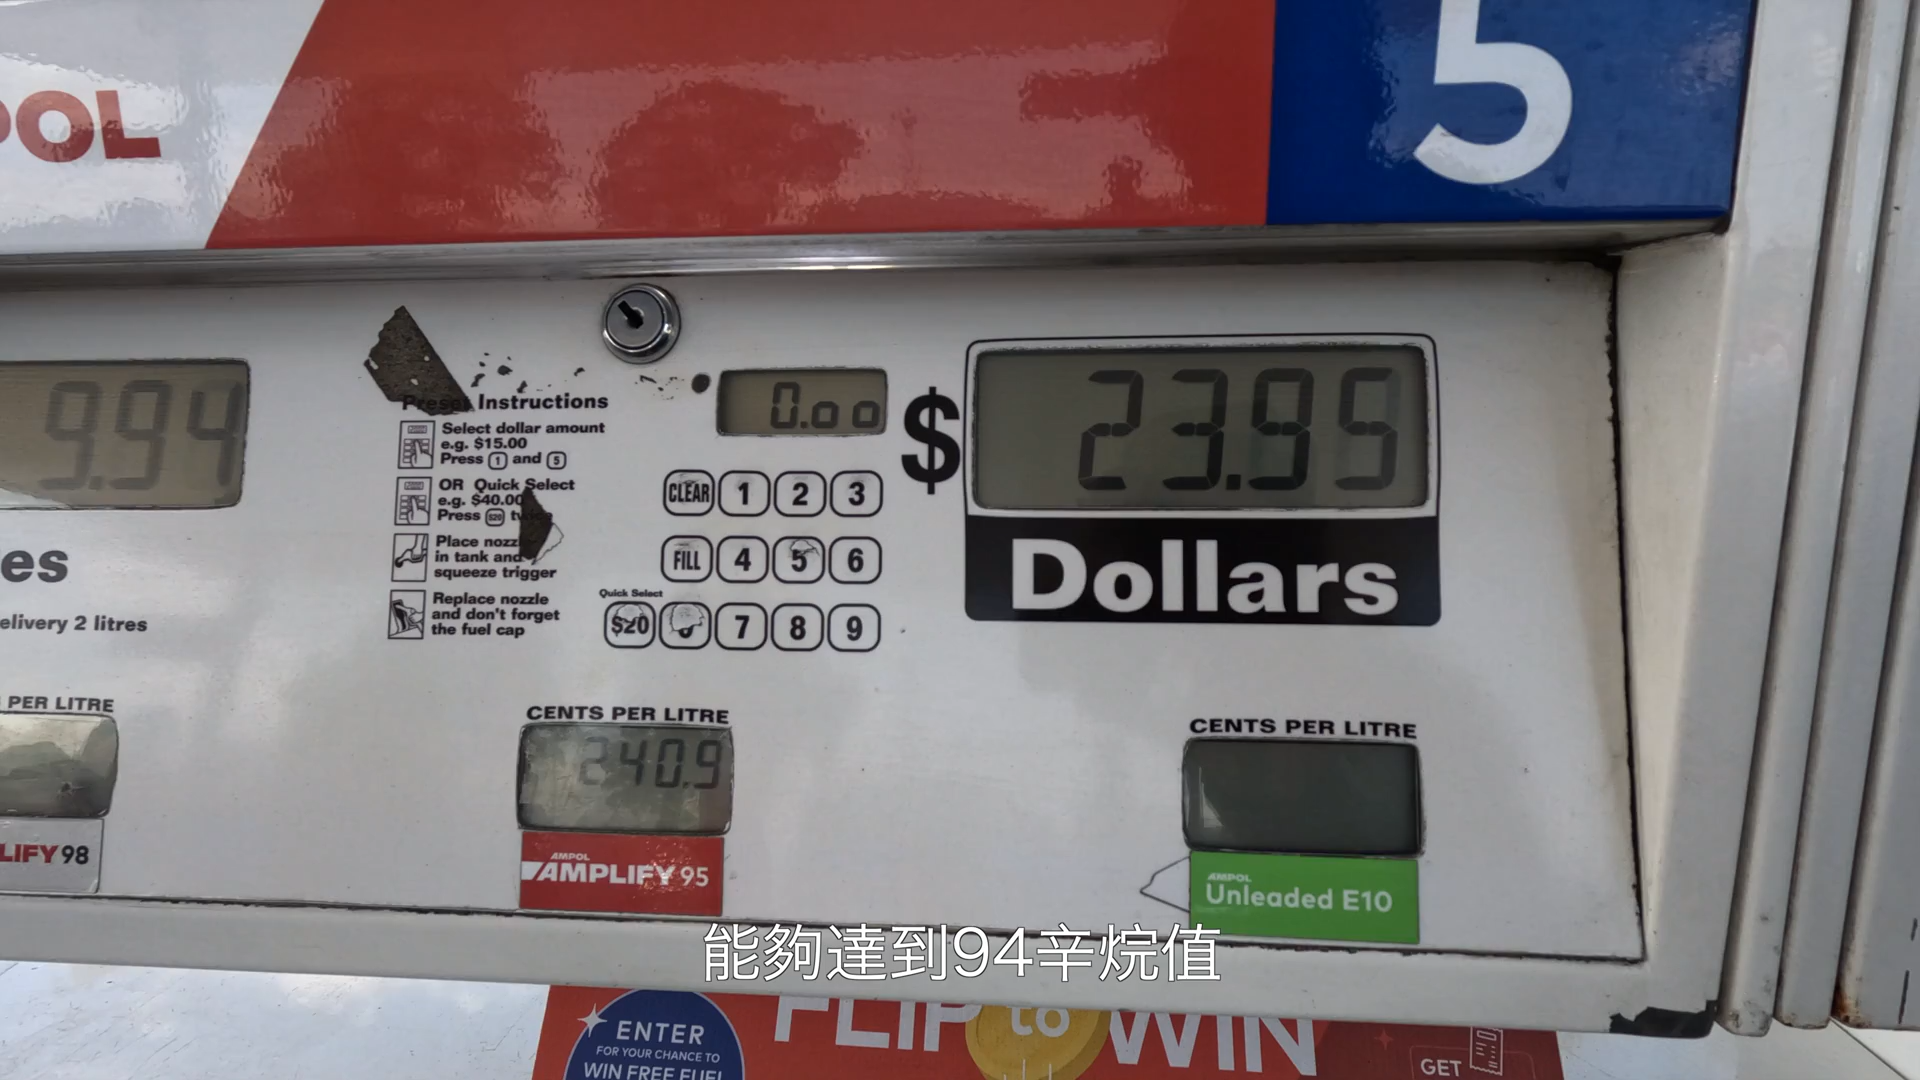 POL
5
9.94
Preset Instructions
Select dollar amount
e.g. $15.00
Press 1 and 5
OR Quick Select
e.g. $40.00
Press $20 twice
Place nozzle
in tank and
squeeze trigger
Replace nozzle
and don't forget
the fuel cap
0.00
CLEAR 1 2 3
FILL 4 5 6
Quick Select
$20 7 8 9
$ 23.95
Dollars
es
elivery 2 litres
PER LITRE
LIFY 98
CENTS PER LITRE
240.9
AMPOL
AMPLIFY 95
CENTS PER LITRE
AMPOL
Unleaded E10
能夠達到94辛烷值
ENTER
FOR YOUR CHANCE TO
WIN FREE FUEL
FLIP to WIN
GET